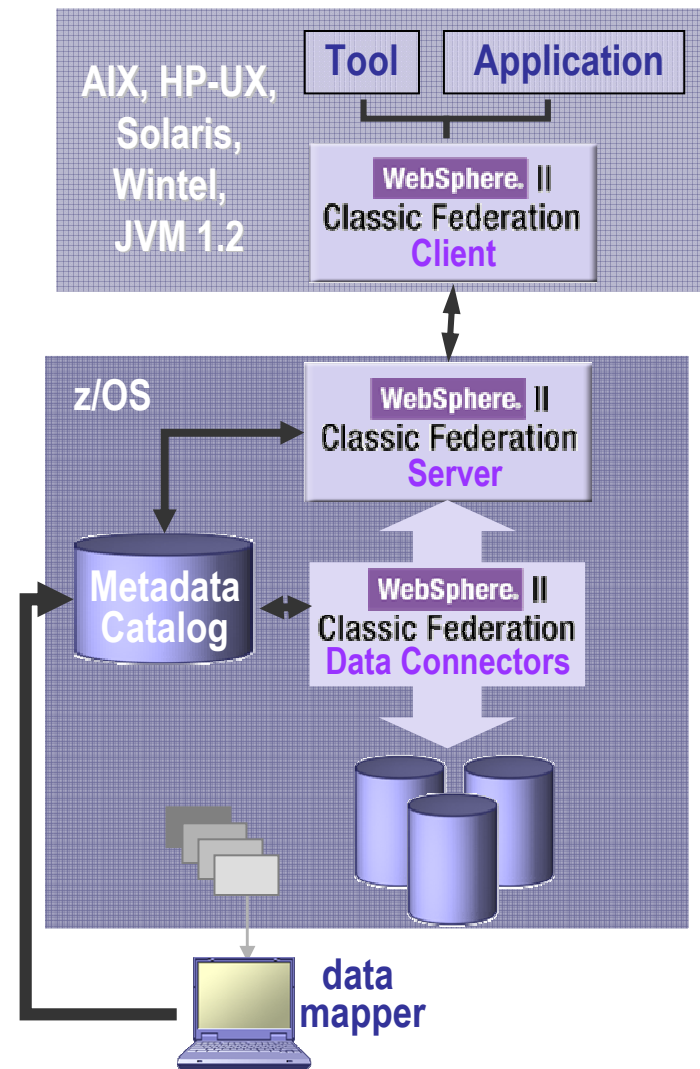 AIX, HP-UX,
Solaris,
Wintel,
JVM 1.2
Tool
Application
WebSphere. II
Classic Federation
Client
z/OS
WebSphere. II
Classic Federation
Server
Metadata
Catalog
WebSphere. II
Classic Federation
Data Connectors
data
mapper